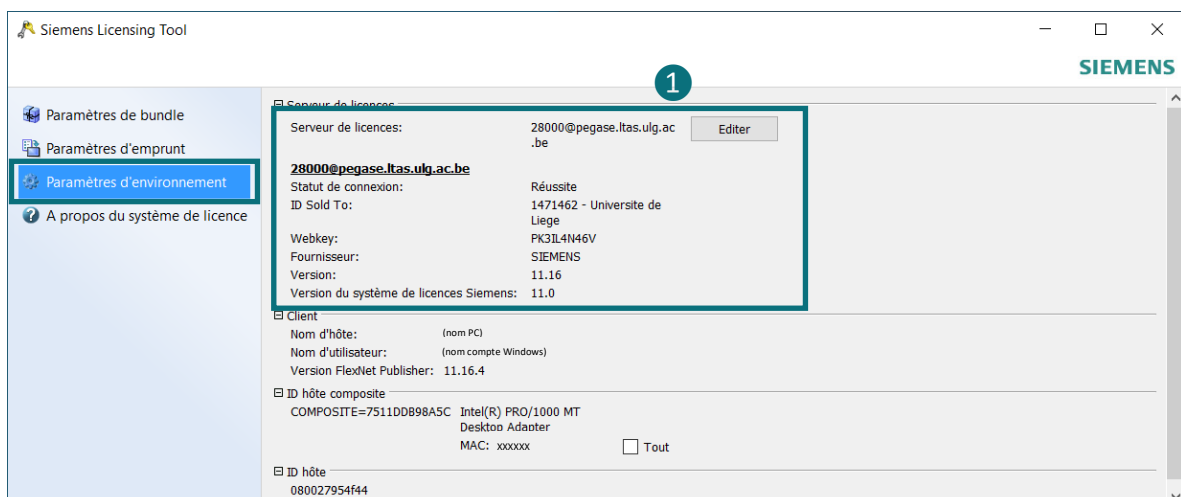 Siemens Licensing Tool
SIEMENS
1
Paramètres de bundle
Paramètres d'emprunt
Paramètres d'environnement
A propos du système de licence
Serveur de licences
Serveur de licences: 28000@pegase.ltas.ulg.ac Editer
.be
28000@pegase.ltas.ulg.ac.be
Statut de connexion: Réussite
ID Sold To: 1471462 - Universite de
Liege
Webkey: PK3IL4N46V
Fournisseur: SIEMENS
Version: 11.16
Version du système de licences Siemens: 11.0
Client
Nom d'hôte: (nom PC)
Nom d'utilisateur: (nom compte Windows)
Version FlexNet Publisher: 11.16.4
ID hôte composite
COMPOSITE=7511DDB98A5C Intel(R) PRO/1000 MT
Desktop Adapter
MAC: xxxxxx Tout
ID hôte
080027954f44